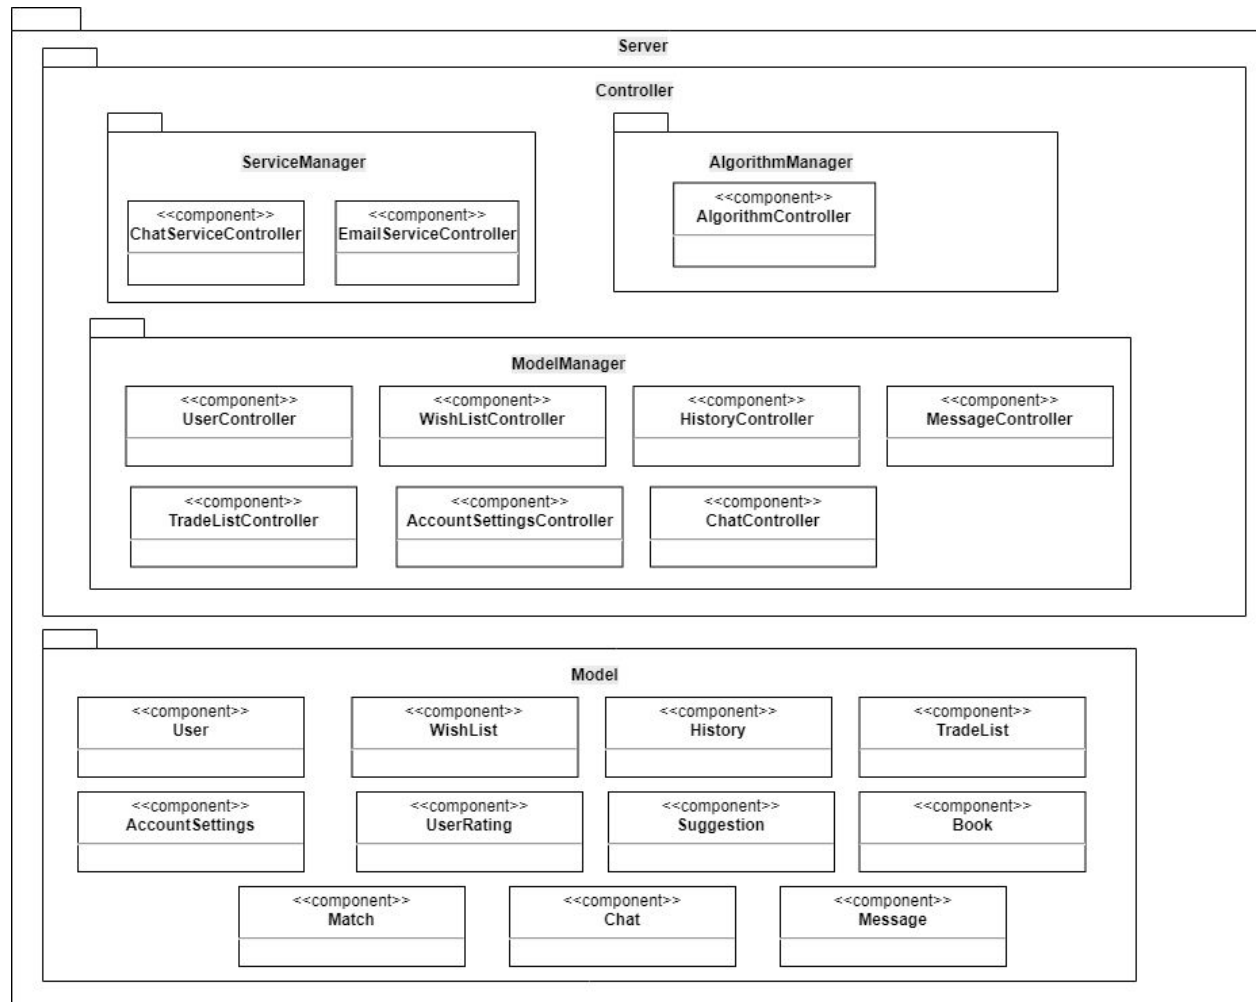 Server
Controller
ServiceManager
<<component>>
ChatServiceController
<<component>>
EmailServiceController
AlgorithmManager
<<component>>
AlgorithmController
ModelManager
<<component>>
UserController
<<component>>
WishListController
<<component>>
HistoryController
<<component>>
MessageController
<<component>>
TradeListController
<<component>>
AccountSettingsController
<<component>>
ChatController
Model
<<component>>
User
<<component>>
WishList
<<component>>
History
<<component>>
TradeList
<<component>>
AccountSettings
<<component>>
UserRating
<<component>>
Suggestion
<<component>>
Book
<<component>>
Match
<<component>>
Chat
<<component>>
Message